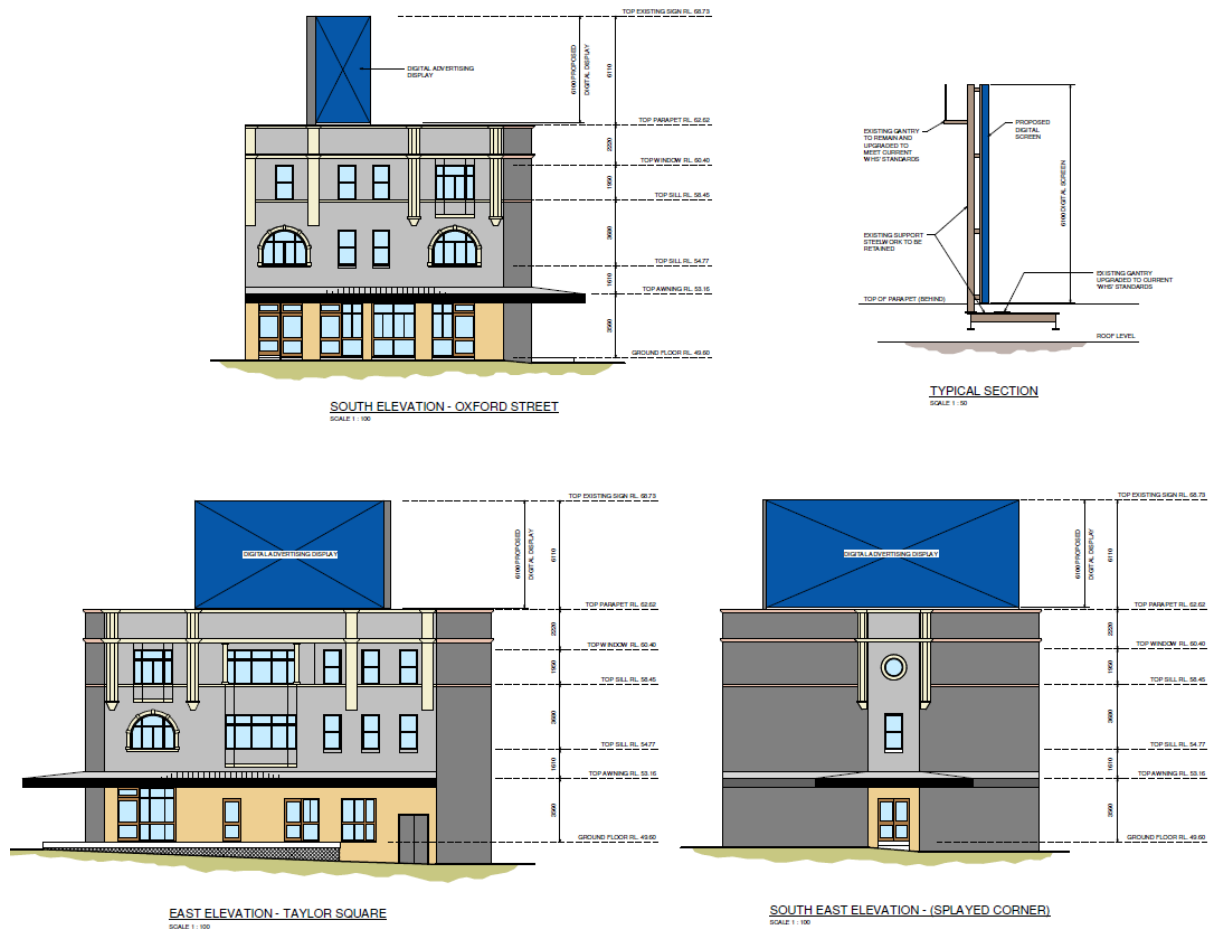 TOP EXISTING SIGN RL. 68.73
DIGITAL ADVERTISING
DISPLAY
6100 PROPOSED
DIGITAL DISPLAY
6110
TOP PARAPET RL. 62.62
2220
TOP WINDOW RL. 60.40
1950
TOP SILL RL. 58.45
3680
TOP SILL RL. 54.77
1610
TOP AWNING RL. 53.16
3560
GROUND FLOOR RL. 49.60
SOUTH ELEVATION - OXFORD STREET
SCALE 1 : 100
EXISTING GANTRY
TO REMAIN AND
UPGRADED TO
MEET CURRENT
'WHS' STANDARDS
PROPOSED
DIGITAL
SCREEN
6100 DIGITAL SCREEN
EXISTING SUPPORT
STEELWORK TO BE
RETAINED
EXISTING GANTRY
UPGRADED TO CURRENT
'WHS' STANDARDS
TOP OF PARAPET (BEHIND)
ROOF LEVEL
TYPICAL SECTION
SCALE 1 : 50
TOP EXISTING SIGN RL. 68.73
DIGITAL ADVERTISING DISPLAY
6100 PROPOSED
DIGITAL DISPLAY
6110
TOP PARAPET RL. 62.62
2220
TOP WINDOW RL. 60.40
1950
TOP SILL RL. 58.45
3680
TOP SILL RL. 54.77
1610
TOP AWNING RL. 53.16
3560
GROUND FLOOR RL. 49.60
EAST ELEVATION - TAYLOR SQUARE
SCALE 1 : 100
TOP EXISTING SIGN RL. 68.73
DIGITAL ADVERTISING DISPLAY
6100 PROPOSED
DIGITAL DISPLAY
6110
TOP PARAPET RL. 62.62
2220
TOP WINDOW RL. 60.40
1950
TOP SILL RL. 58.45
3680
TOP SILL RL. 54.77
1610
TOP AWNING RL. 53.16
3560
GROUND FLOOR RL. 49.60
SOUTH EAST ELEVATION - (SPLAYED CORNER)
SCALE 1 : 100